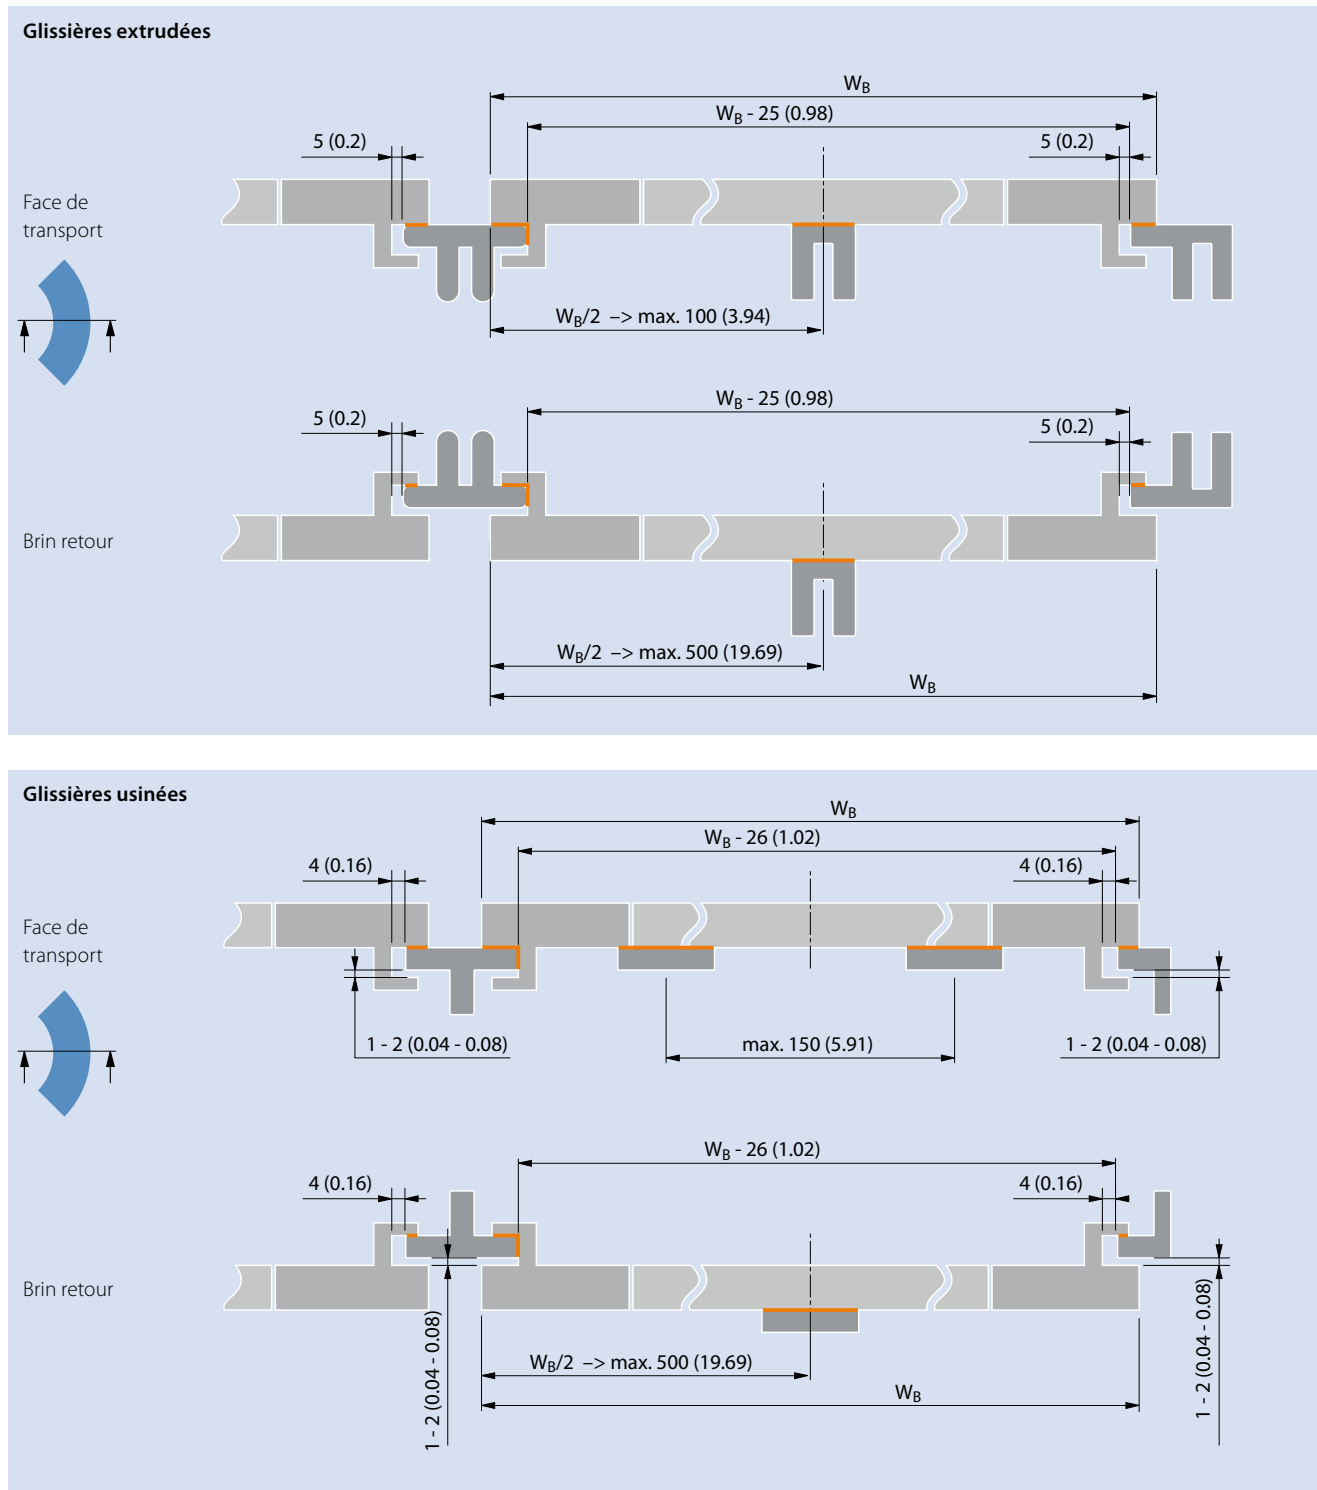 Glissières extrudées
W_B
W_B - 25 (0.98)
5 (0.2)
5 (0.2)
Face de
transport
W_B/2 –> max. 100 (3.94)
W_B - 25 (0.98)
5 (0.2)
5 (0.2)
Brin retour
W_B/2 –> max. 500 (19.69)
W_B
Glissières usinées
W_B
W_B - 26 (1.02)
4 (0.16)
4 (0.16)
Face de
transport
1 - 2 (0.04 - 0.08)
max. 150 (5.91)
1 - 2 (0.04 - 0.08)
W_B - 26 (1.02)
4 (0.16)
4 (0.16)
Brin retour
1 - 2 (0.04 - 0.08)
W_B/2 –> max. 500 (19.69)
W_B
1 - 2 (0.04 - 0.08)